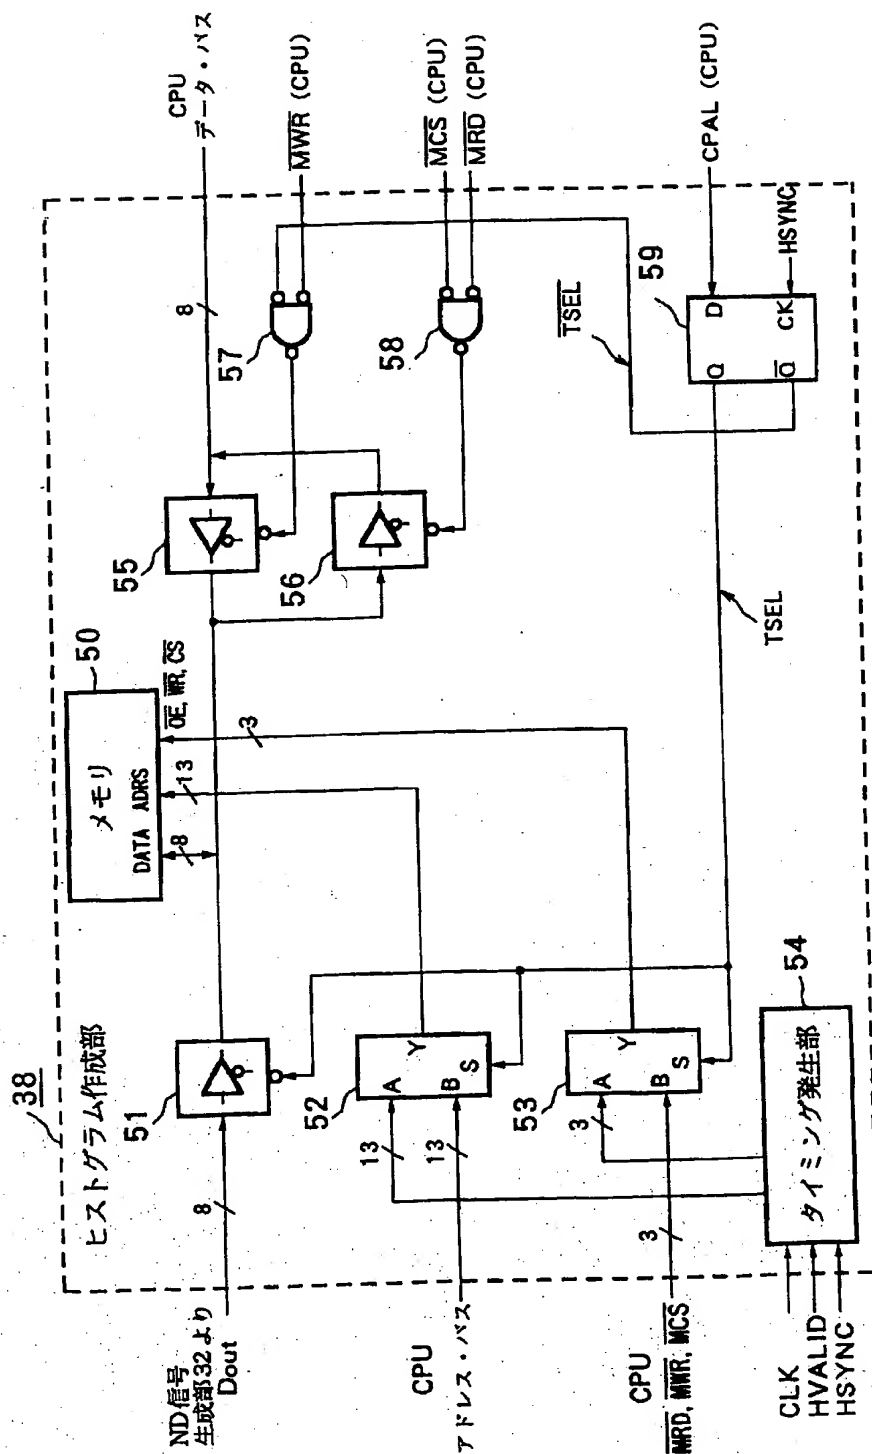 38
ヒストグラム作成部
ND信号
生成部32より
Dout
8
51
50
メモリ
DATA ADRS
8
13
3
OE, WR, CS
55
56
8
CPU
データ・バス
57
MWR (CPU)
58
MCS (CPU)
MRD (CPU)
CPU
アドレス・バス
13
13
52
A
B
Y
S
CPU
MRD, MWR, MCS
3
3
53
A
B
Y
S
CLK
HVALID
HSYNC
タイミング発生部
54
TSEL
TSEL
59
Q
D
Q
CK
CPAL (CPU)
HSYNC